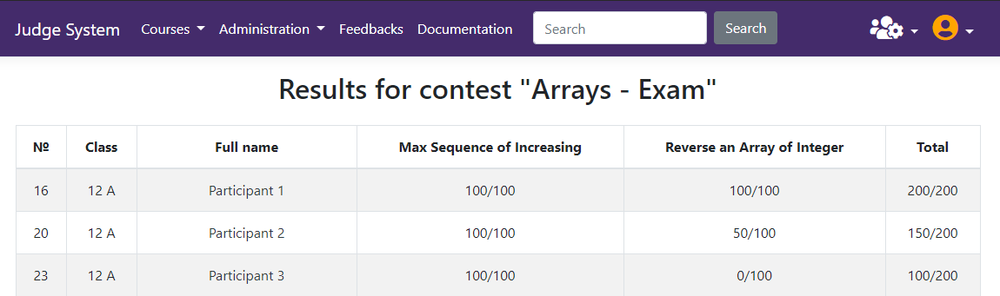 Judge System Courses Administration Feedbacks Documentation Search Search
Results for contest "Arrays - Exam"
№ Class Full name Max Sequence of Increasing Reverse an Array of Integer Total
16 12 A Participant 1 100/100 100/100 200/200
20 12 A Participant 2 100/100 50/100 150/200
23 12 A Participant 3 100/100 0/100 100/200